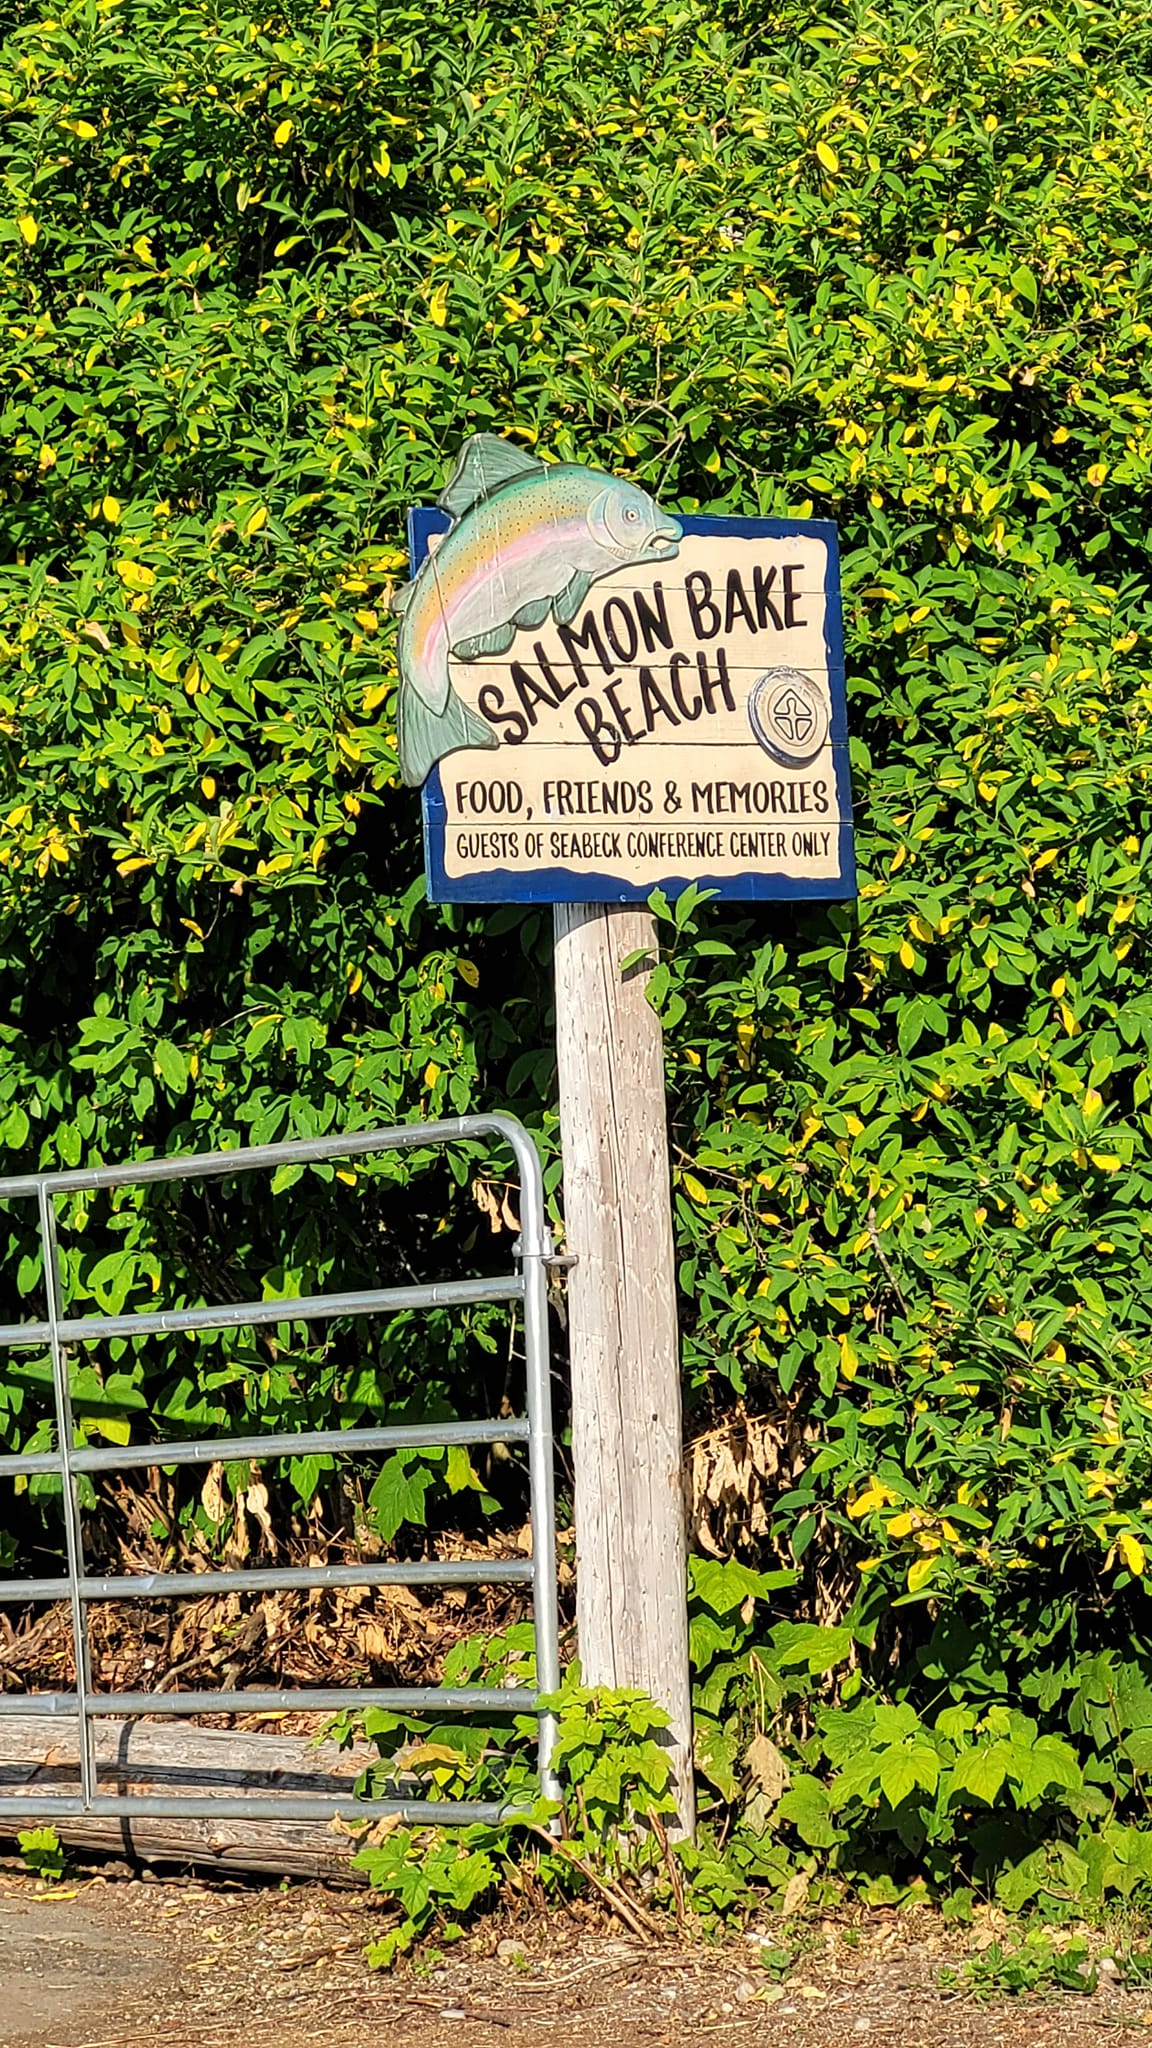 SALMON BAKE
BEACH
FOOD, FRIENDS & MEMORIES
GUESTS OF SEABECK CONFERENCE CENTER ONLY